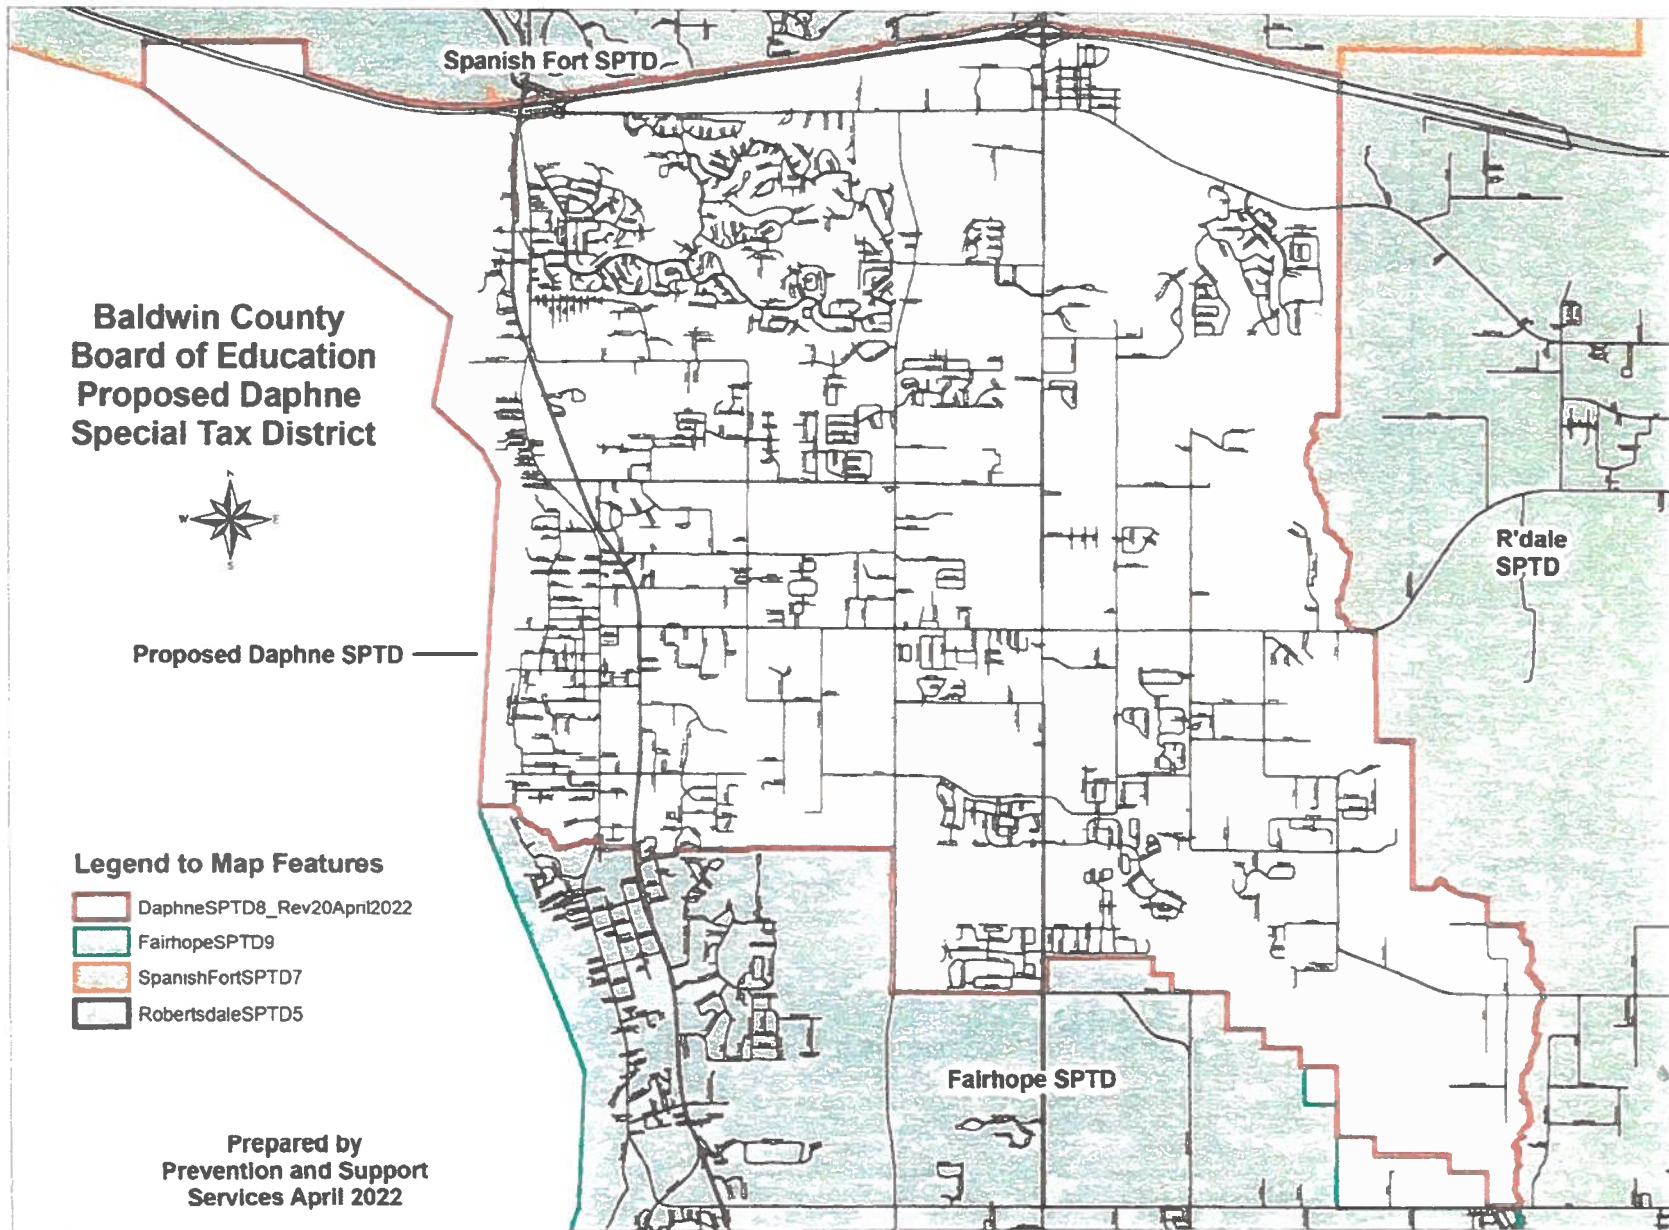 Spanish Fort SPTD
Baldwin County
Board of Education
Proposed Daphne
Special Tax District
N
W
E
S
R'dale
SPTD
Proposed Daphne SPTD
Legend to Map Features
DaphneSPTD8_Rev20April2022
FairhopeSPTD9
SpanishFortSPTD7
RobertsdaleSPTD5
Fairhope SPTD
Prepared by
Prevention and Support
Services April 2022